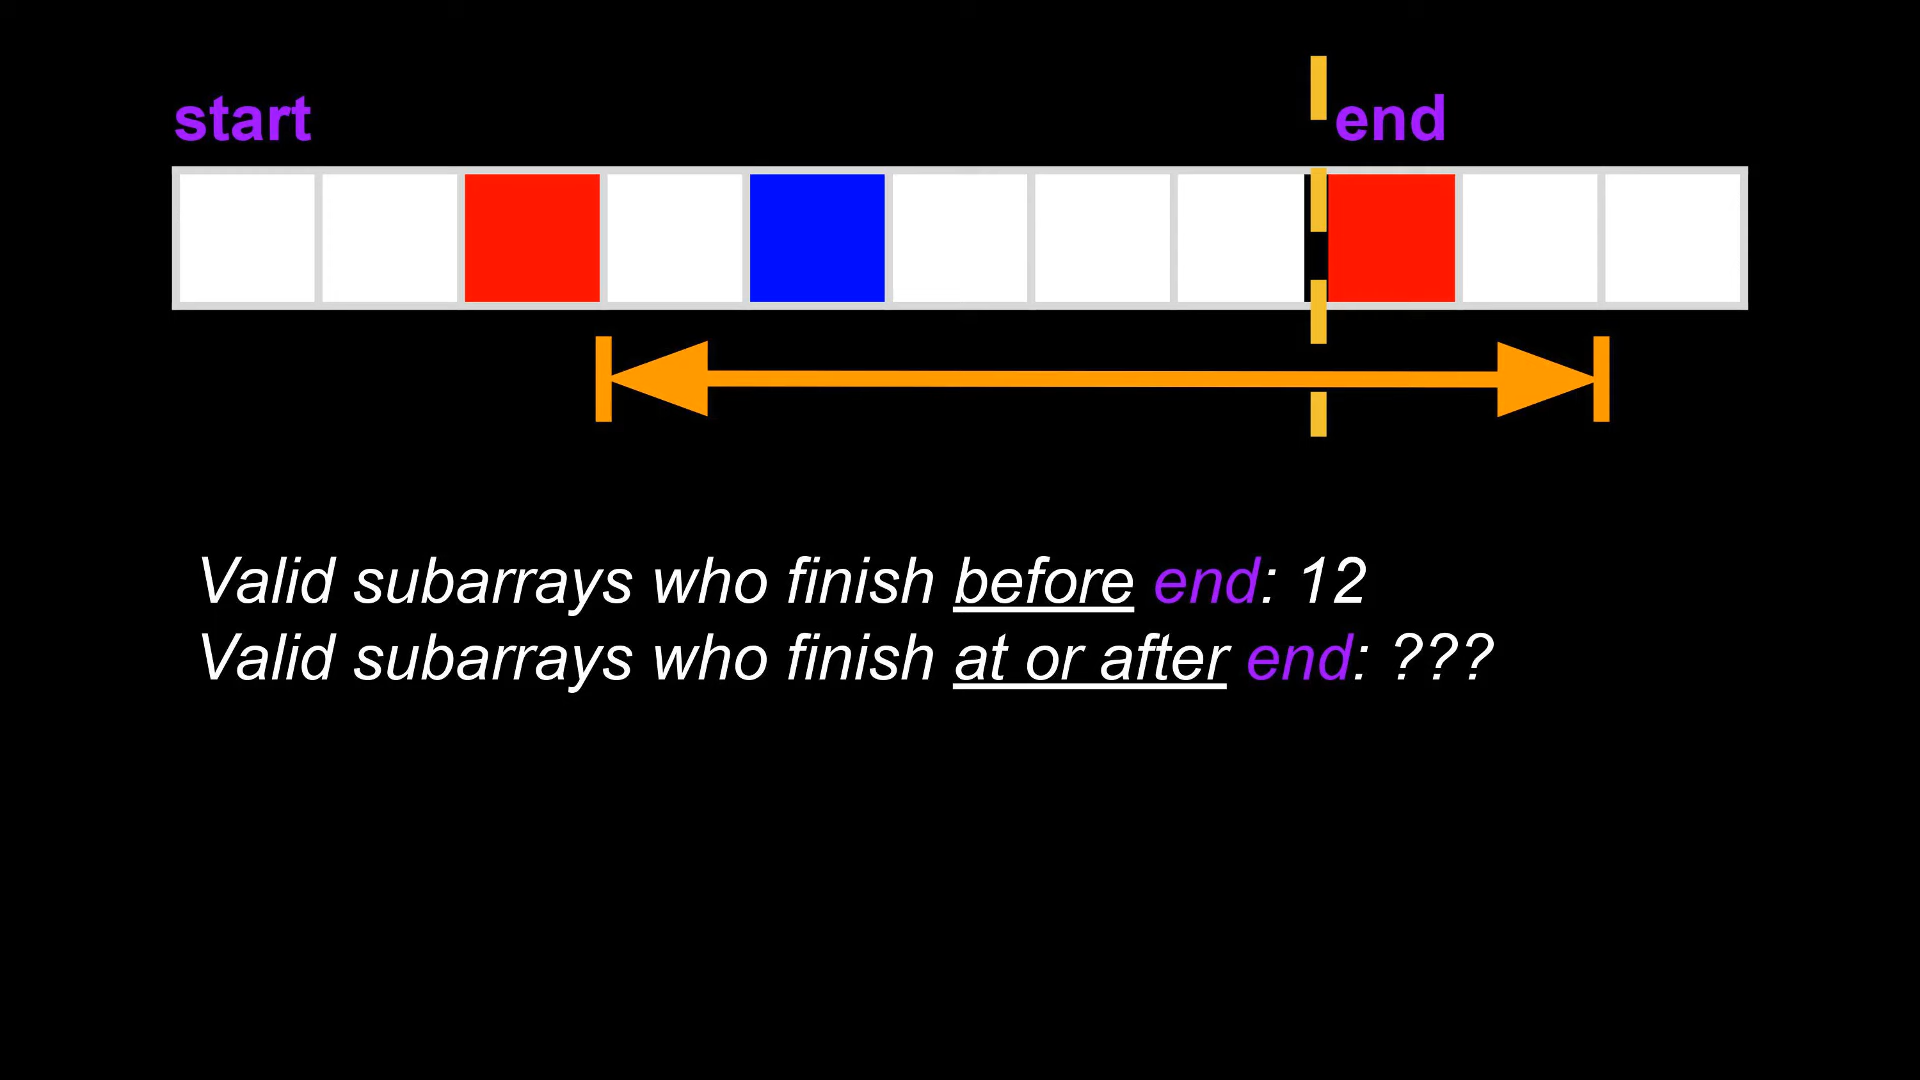 start
end
Valid subarrays who finish before end: 12
Valid subarrays who finish at or after end: ???